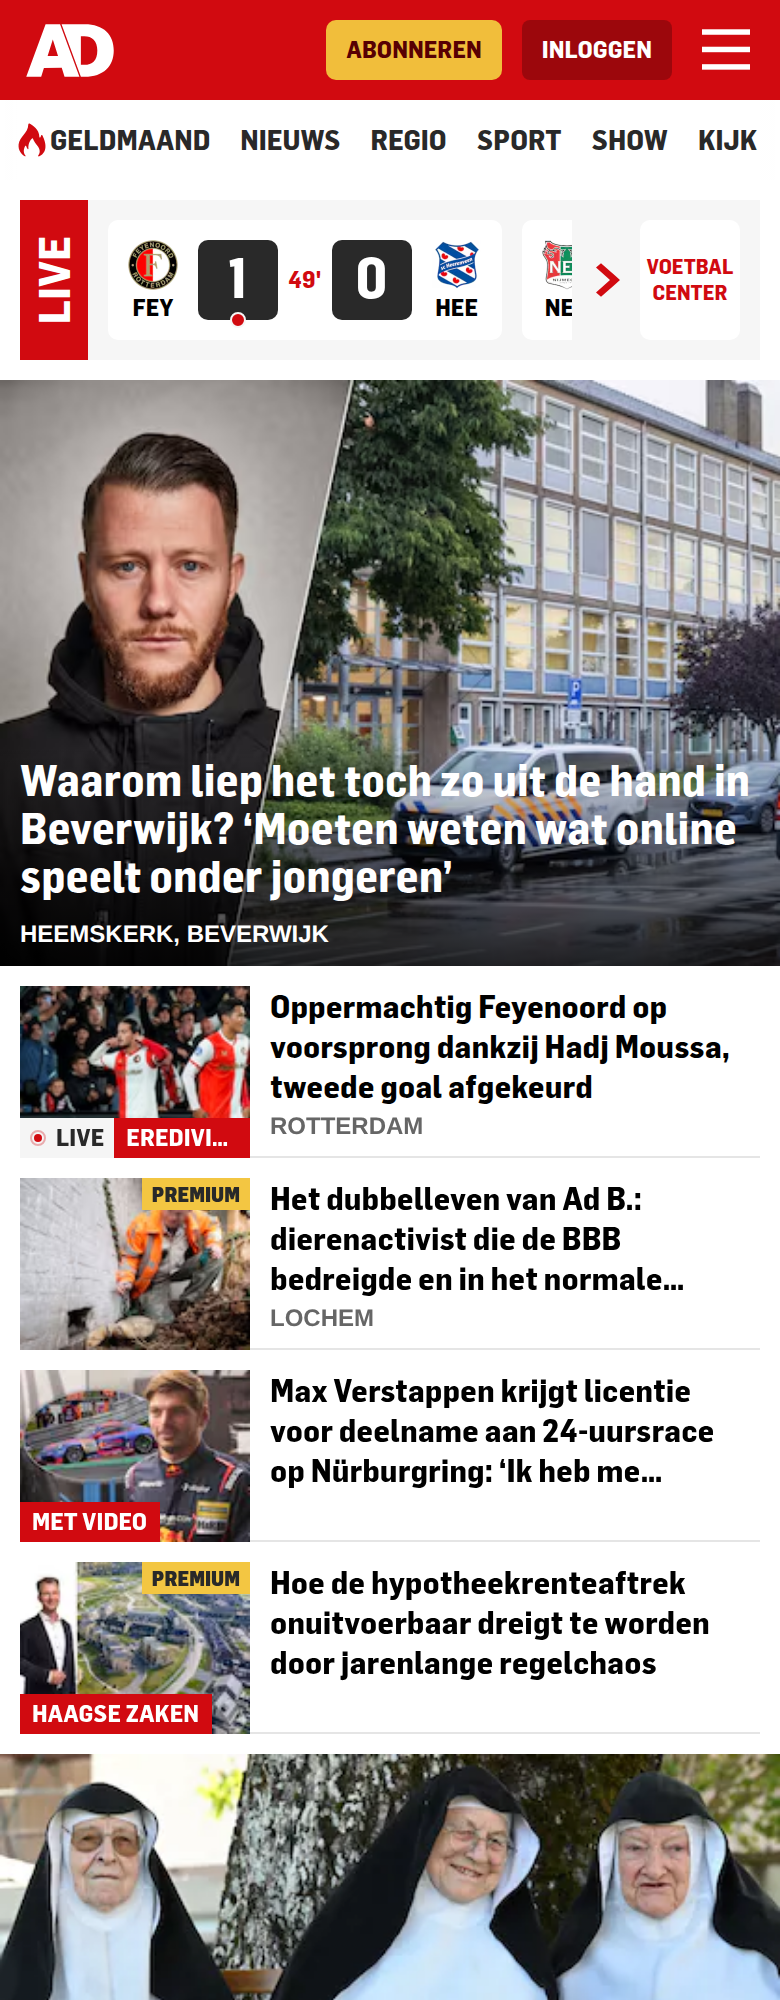 AD
ABONNEREN
INLOGGEN
GELDMAAND NIEUWS REGIO SPORT SHOW KIJK
LIVE
FEYENOORD
ROTTERDAM
FEY
1
49'
0
HEE
NE
VOETBAL
CENTER
Waarom liep het toch zo uit de hand in
Beverwijk? ‘Moeten weten wat online
speelt onder jongeren’
HEEMSKERK, BEVERWIJK
LIVE
EREDIVI...
Oppermachtig Feyenoord op
voorsprong dankzij Hadj Moussa,
tweede goal afgekeurd
ROTTERDAM
PREMIUM
Het dubbelleven van Ad B.:
dierenactivist die de BBB
bedreigde en in het normale...
LOCHEM
MET VIDEO
Max Verstappen krijgt licentie
voor deelname aan 24-uursrace
op Nürburgring: ‘Ik heb me...
PREMIUM
HAAGSE ZAKEN
Hoe de hypotheekrenteaftrek
onuitvoerbaar dreigt te worden
door jarenlange regelchaos